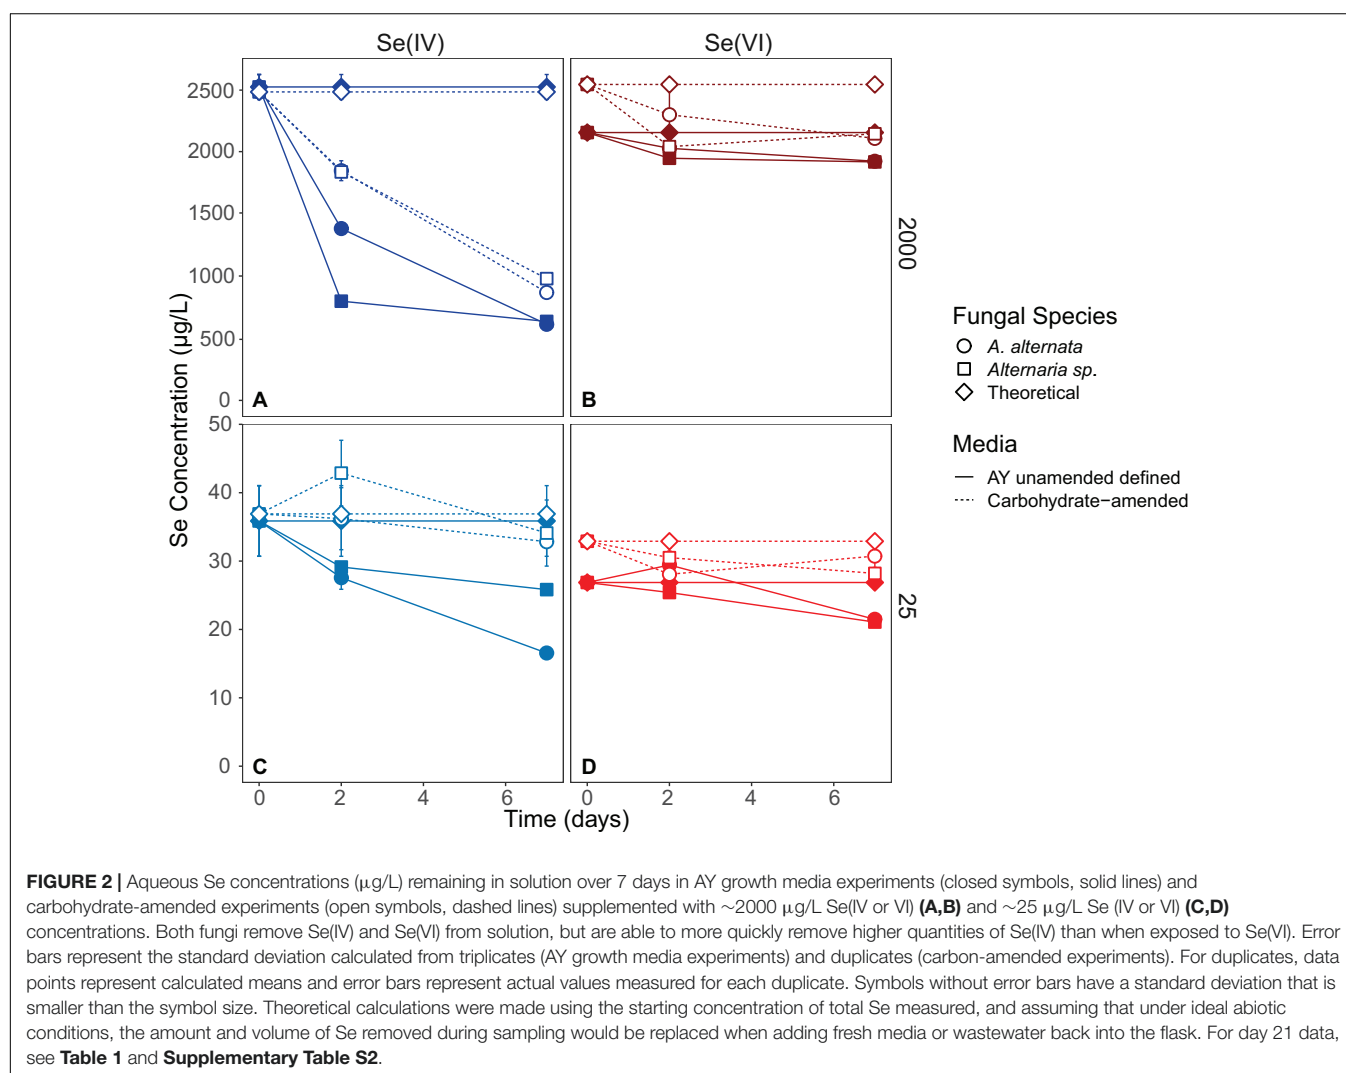 Se(IV)
Se(VI)
Se Concentration (µg/L)
2500
2000
1500
1000
500
0
A
B
2000
50
40
30
20
10
0
C
D
25
0
2
4
6
0
2
4
6
Time (days)
Fungal Species
A. alternata
Alternaria sp.
Theoretical
Media
AY unamended defined
Carbohydrate−amended
FIGURE 2 | Aqueous Se concentrations (µg/L) remaining in solution over 7 days in AY growth media experiments (closed symbols, solid lines) and
carbohydrate-amended experiments (open symbols, dashed lines) supplemented with ∼2000 µg/L Se(IV or VI) (A,B) and ∼25 µg/L Se (IV or VI) (C,D)
concentrations. Both fungi remove Se(IV) and Se(VI) from solution, but are able to more quickly remove higher quantities of Se(IV) than when exposed to Se(VI). Error
bars represent the standard deviation calculated from triplicates (AY growth media experiments) and duplicates (carbon-amended experiments). For duplicates, data
points represent calculated means and error bars represent actual values measured for each duplicate. Symbols without error bars have a standard deviation that is
smaller than the symbol size. Theoretical calculations were made using the starting concentration of total Se measured, and assuming that under ideal abiotic
conditions, the amount and volume of Se removed during sampling would be replaced when adding fresh media or wastewater back into the flask. For day 21 data,
see Table 1 and Supplementary Table S2.